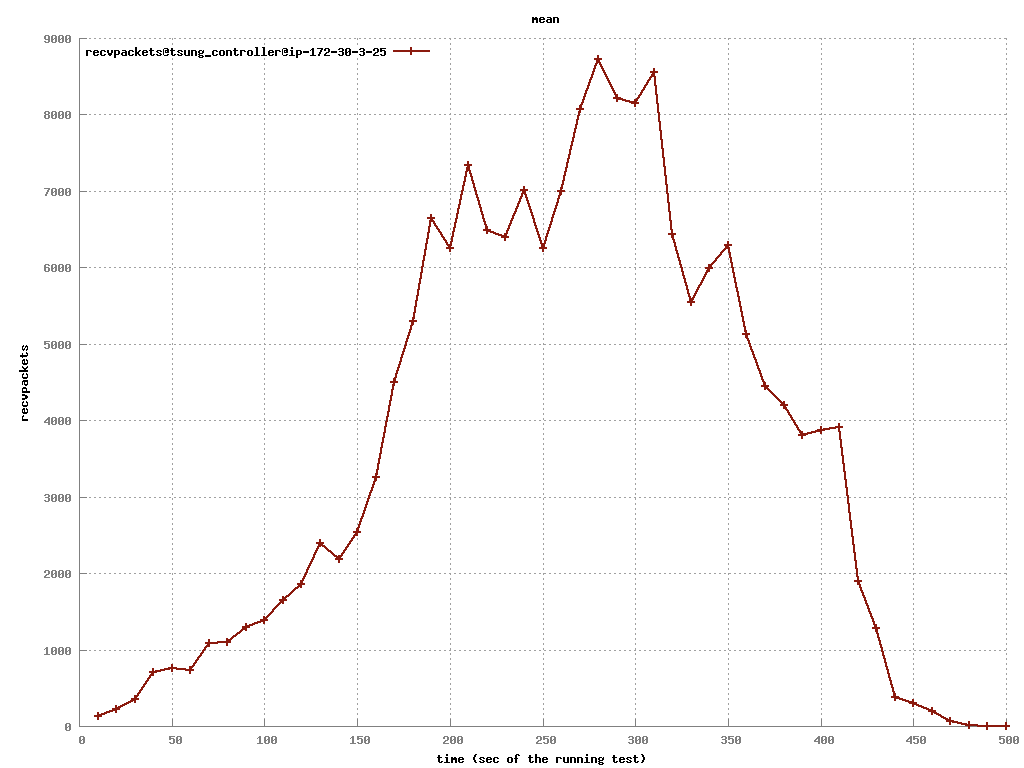 mean
9000
recvpackets@tsung_controller@ip-172-30-3-25
8000
7000
6000
5000
4000
3000
2000
1000
0
recvpackets
0 50 100 150 200 250 300 350 400 450 500
time (sec of the running test)